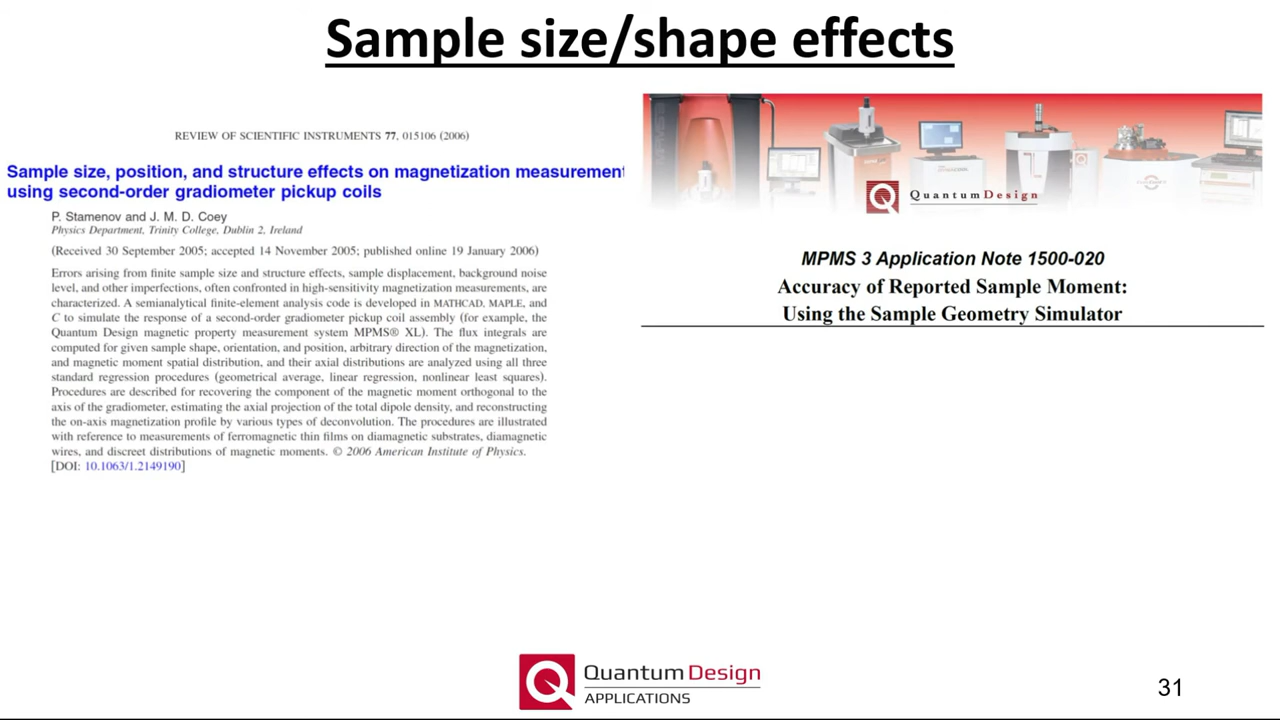 Sample size/shape effects
REVIEW OF SCIENTIFIC INSTRUMENTS 77, 015106 (2006)
Sample size, position, and structure effects on magnetization measurement
using second-order gradiometer pickup coils
P. Stamenov and J. M. D. Coey
Physics Department, Trinity College, Dublin 2, Ireland
(Received 30 September 2005; accepted 14 November 2005; published online 19 January 2006)
Errors arising from finite sample size and structure effects, sample displacement, background noise
level, and other imperfections, often confronted in high-sensitivity magnetization measurements, are
characterized. A semianalytical finite-element analysis code is developed in MATHCAD, MAPLE, and
C to simulate the response of a second-order gradiometer pickup coil assembly (for example, the
Quantum Design magnetic property measurement system MPMS® XL). The flux integrals are
computed for given sample shape, orientation, and position, arbitrary direction of the magnetization,
and magnetic moment spatial distribution, and their axial distributions are analyzed using all three
standard regression procedures (geometrical average, linear regression, nonlinear least squares).
Procedures are described for recovering the component of the magnetic moment orthogonal to the
axis of the gradiometer, estimating the axial projection of the total dipole density, and reconstructing
the on-axis magnetization profile by various types of deconvolution. The procedures are illustrated
with reference to measurements of ferromagnetic thin films on diamagnetic substrates, diamagnetic
wires, and discreet distributions of magnetic moments. © 2006 American Institute of Physics.
[DOI: 10.1063/1.2149190]
QuantumDesign
MPMS 3 Application Note 1500-020
Accuracy of Reported Sample Moment:
Using the Sample Geometry Simulator
Quantum Design
APPLICATIONS
31